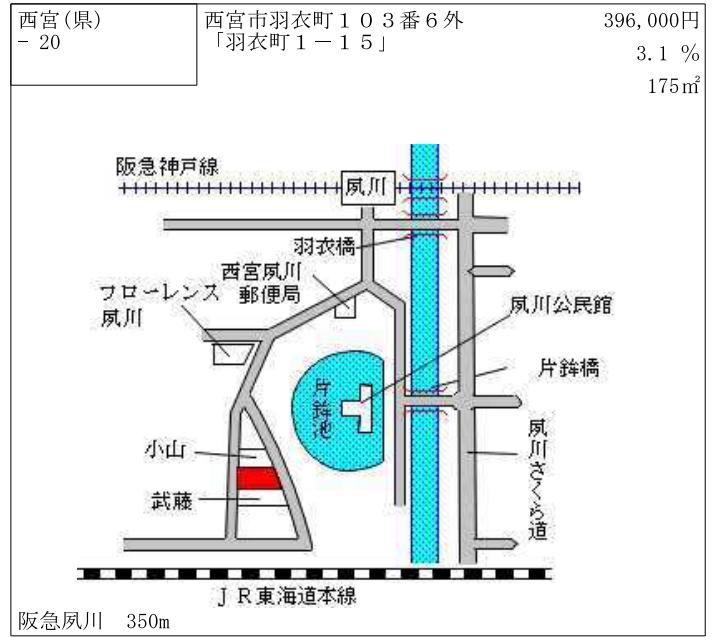 西宮(県)
－ 20
西宮市羽衣町１０３番６外
「羽衣町１－１５」
396,000円
3.1 %
175㎡
阪急神戸線
夙川
羽衣橋
西宮夙川
郵便局
フローレンス
夙川
夙川公民館
片鉾橋
片鉾池
小山
武藤
夙川さくら道
ＪＲ東海道本線
阪急夙川　350m